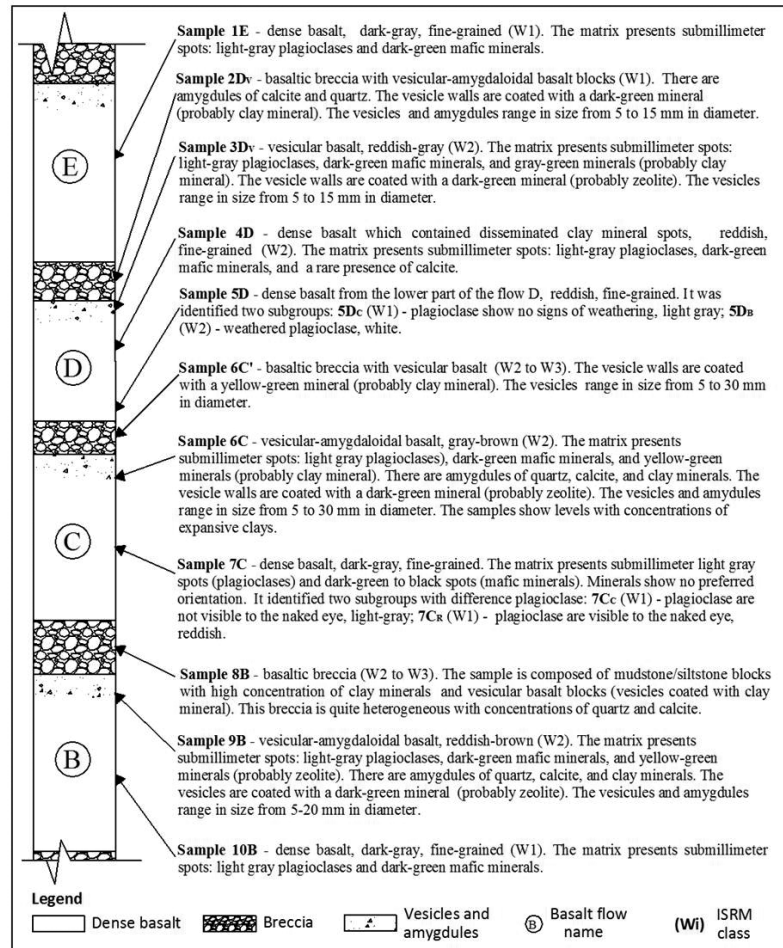 Sample 1E - dense basalt, dark-gray, fine-grained (W1). The matrix presents submillimeter
spots: light-gray plagioclases and dark-green mafic minerals.
Sample 2Dv - basaltic breccia with vesicular-amygdaloidal basalt blocks (W1). There are
amygdules of calcite and quartz. The vesicle walls are coated with a dark-green mineral
(probably clay mineral). The vesicles and amygdules range in size from 5 to 15 mm in diameter.
Sample 3Dv - vesicular basalt, reddish-gray (W2). The matrix presents submillimeter spots:
light-gray plagioclases, dark-green mafic minerals, and gray-green minerals (probably clay
mineral). The vesicle walls are coated with a dark-green mineral (probably zeolite). The vesicles
range in size from 5 to 15 mm in diameter.
E
Sample 4D - dense basalt which contained disseminated clay mineral spots, reddish,
fine-grained (W2). The matrix presents submillimeter spots: light-gray plagioclases, dark-green
mafic minerals, and a rare presence of calcite.
Sample 5D - dense basalt from the lower part of the flow D, reddish, fine-grained. It was
identified two subgroups: 5Dc (W1) - plagioclase show no signs of weathering, light gray; 5DB
(W2) - weathered plagioclase, white.
D
Sample 6C' - basaltic breccia with vesicular basalt (W2 to W3). The vesicle walls are coated
with a yellow-green mineral (probably clay mineral). The vesicles range in size from 5 to 30 mm
in diameter.
Sample 6C - vesicular-amygdaloidal basalt, gray-brown (W2). The matrix presents
submillimeter spots: light gray plagioclases), dark-green mafic minerals, and yellow-green
minerals (probably clay mineral). There are amygdules of quartz, calcite, and clay minerals. The
vesicle walls are coated with a dark-green mineral (probably zeolite). The vesicles and amydules
range in size from 5 to 30 mm in diameter. The samples show levels with concentrations of
expansive clays.
C
Sample 7C - dense basalt, dark-gray, fine-grained. The matrix presents submillimeter light gray
spots (plagioclases) and dark-green to black spots (mafic minerals). Minerals show no preferred
orientation. It identified two subgroups with difference plagioclase: 7Cc (W1) - plagioclase are
not visible to the naked eye, light-gray; 7CR (W1) - plagioclase are visible to the naked eye,
reddish.
Sample 8B - basaltic breccia (W2 to W3). The sample is composed of mudstone/siltstone blocks
with high concentration of clay minerals and vesicular basalt blocks (vesicles coated with clay
mineral). This breccia is quite heterogeneous with concentrations of quartz and calcite.
Sample 9B - vesicular-amygdaloidal basalt, reddish-brown (W2). The matrix presents
submillimeter spots: light-gray plagioclases, dark-green mafic minerals, and yellow-green
minerals (probably zeolite). There are amygdules of quartz, calcite, and clay minerals. The
vesicles are coated with a dark-green mineral (probably zeolite). The vesicules and amygdules
range in size from 5-20 mm in diameter.
B
Sample 10B - dense basalt, dark-gray, fine-grained (W1). The matrix presents submillimeter
spots: light gray plagioclases and dark-green mafic minerals.
Legend
Dense basalt
Breccia
Vesicles and
amygdules
B
Basalt flow
name
(Wi)
ISRM
class